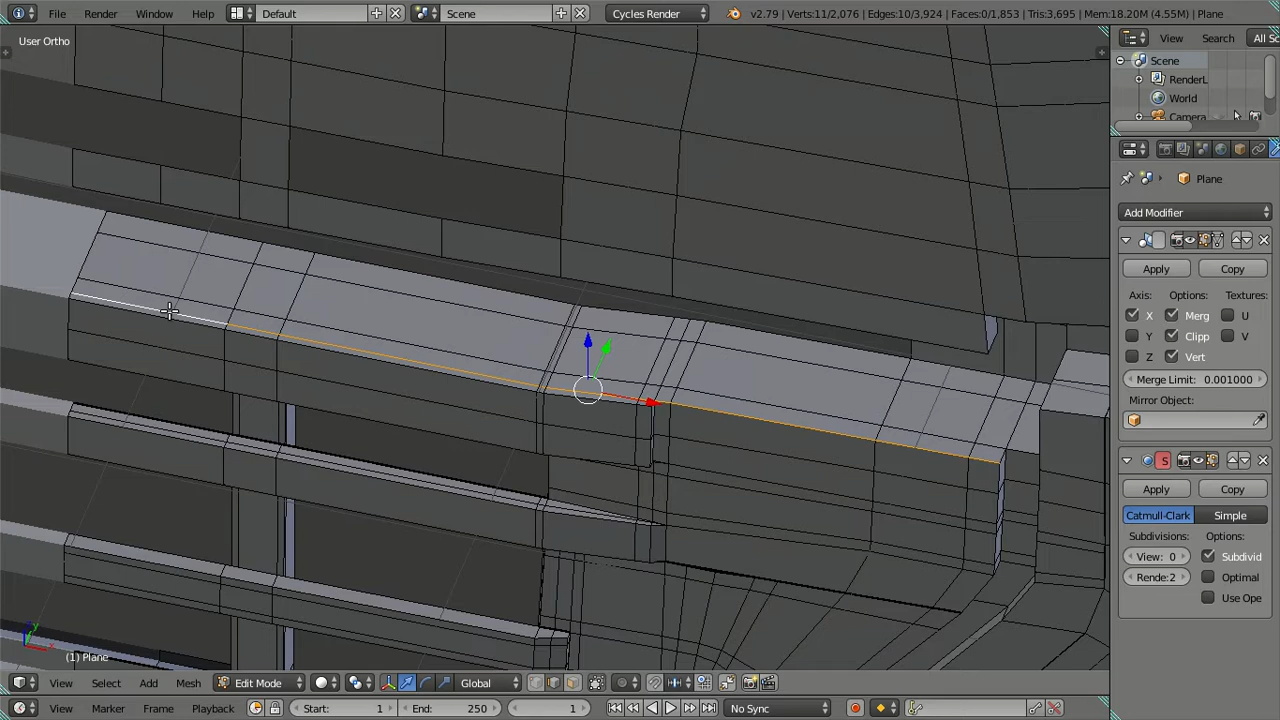 File Render Window Help Default Scene Cycles Render v2.79 | Verts:11/2,076 | Edges:10/3,924 | Faces:0/1,853 | Tris:3,695 | Mem:18.20M (4.55M) | Plane
User Ortho
View Search All Sc
Scene
RenderL
World
Camera
Plane
Add Modifier
Apply Copy
Axis: Options: Textures:
X Merg U
Y Clipp V
Z Vert
Merge Limit: 0.001000
Mirror Object:
S
Apply Copy
Catmull-Clark Simple
Subdivisions: Options:
View: 0 Subdivid
Rende:2 Optimal
Use Ope
y
x
(1) Plane
View Select Add Mesh Edit Mode Global
View Marker Frame Playback Start: 1 End: 250 1 No Sync